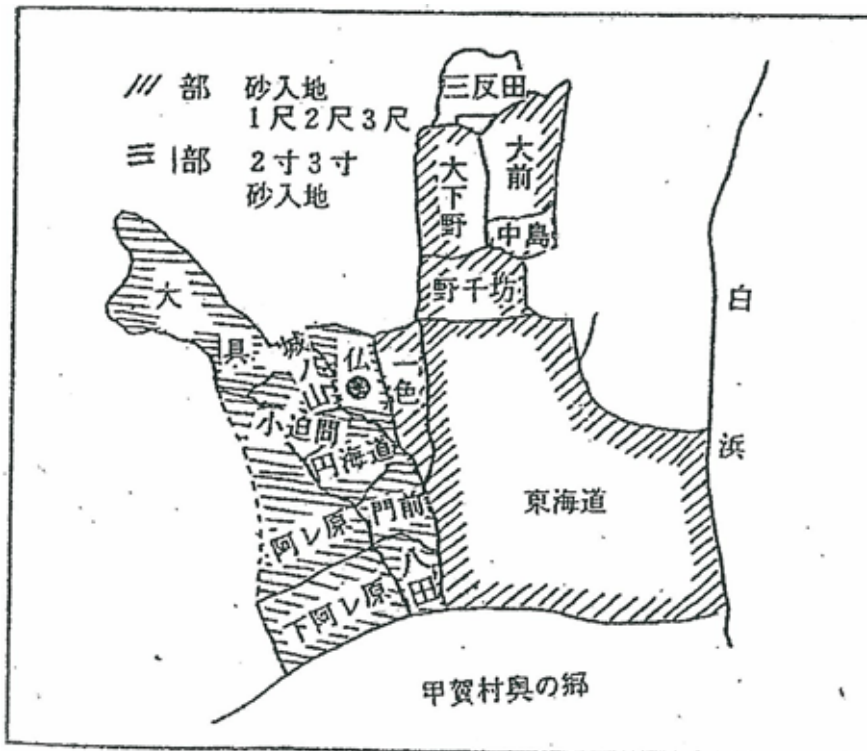 部 砂入地
1尺2尺3尺
部 2寸3寸
砂入地
三反田
大前
大下野
中島
野千坊
白浜
大具
城山
八
仏
一色
小迫間
円海道
東海道
阿レ原
門前
八田
下阿レ原
甲賀村奥の郷